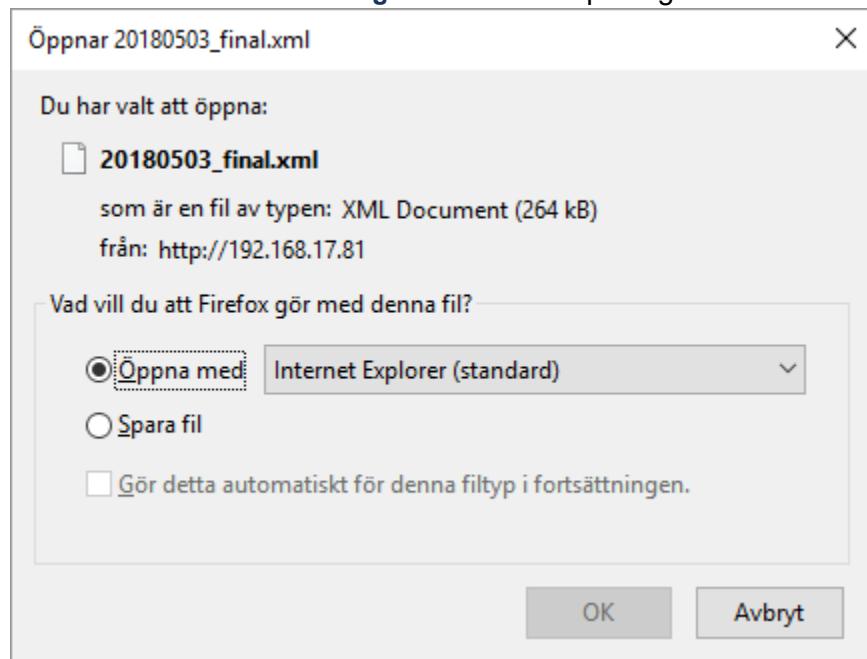 Öppnar 20180503_final.xml
Du har valt att öppna:
20180503_final.xml
som är en fil av typen: XML Document (264 kB)
från: http://192.168.17.81
Vad vill du att Firefox gör med denna fil?
Öppna med Internet Explorer (standard)
Spara fil
Gör detta automatiskt för denna filtyp i fortsättningen.
OK Avbryt